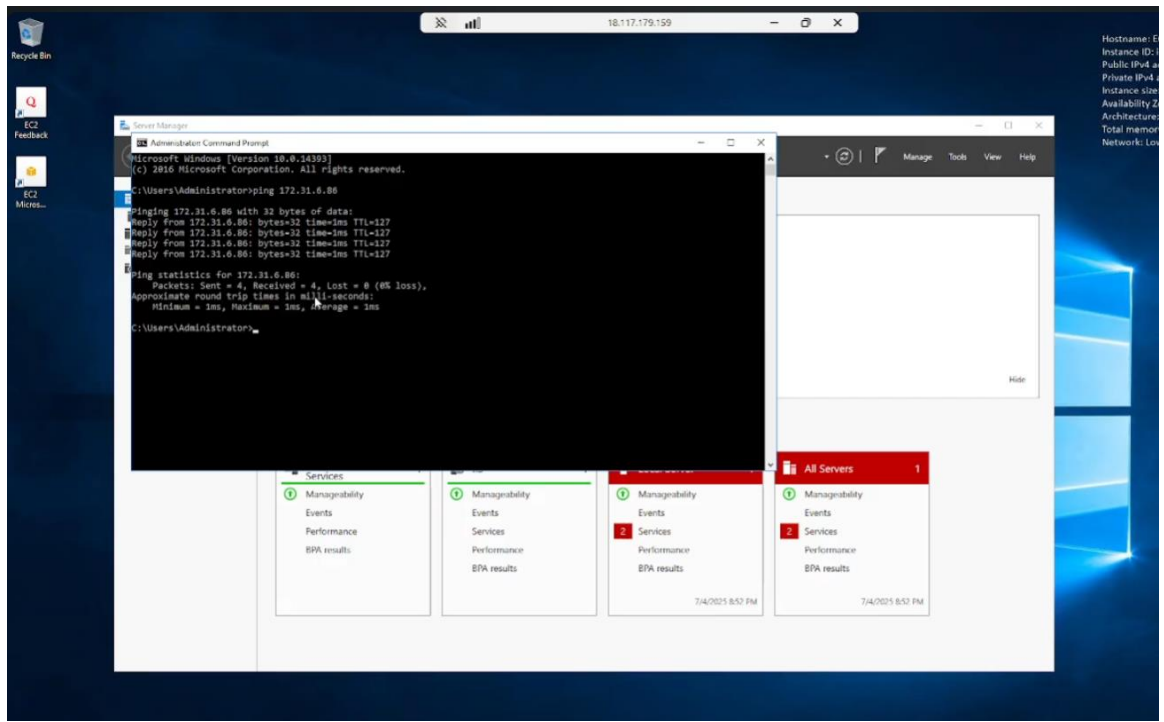 18.117.179.159
Recycle Bin
EC2
Feedback
EC2
Micros...
Hostname: E
Instance ID: i
Public IPv4 a
Private IPv4 a
Instance size:
Availability Z
Architecture:
Total memor
Network: Lov
Server Manager
Manage Tools View Help
Administrator: Command Prompt
Microsoft Windows [Version 10.0.14393]
(c) 2016 Microsoft Corporation. All rights reserved.
C:\Users\Administrator>ping 172.31.6.86
Pinging 172.31.6.86 with 32 bytes of data:
Reply from 172.31.6.86: bytes=32 time=1ms TTL=127
Reply from 172.31.6.86: bytes=32 time=1ms TTL=127
Reply from 172.31.6.86: bytes=32 time=1ms TTL=127
Reply from 172.31.6.86: bytes=32 time=1ms TTL=127
Ping statistics for 172.31.6.86:
Packets: Sent = 4, Received = 4, Lost = 0 (0% loss),
Approximate round trip times in milli-seconds:
Minimum = 1ms, Maximum = 1ms, Average = 1ms
C:\Users\Administrator>
Hide
Services
Manageability
Events
Performance
BPA results
Manageability
Events
Services
Performance
BPA results
Manageability
Events
2 Services
Performance
BPA results
7/4/2025 8:52 PM
All Servers 1
Manageability
Events
2 Services
Performance
BPA results
7/4/2025 8:52 PM